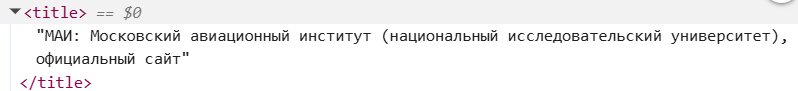 <title> == $0
"МАИ: Московский авиационный институт (национальный исследовательский университет),
официальный сайт"
</title>